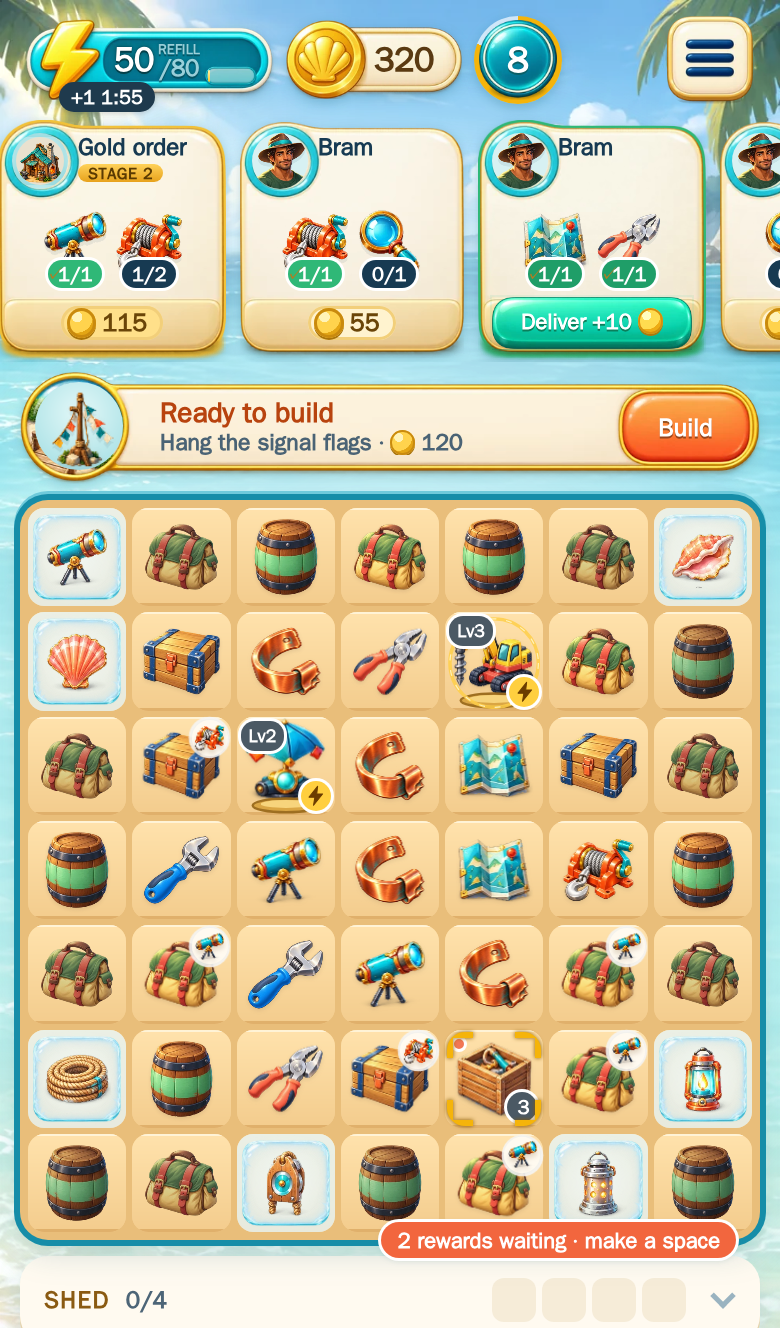 50 REFILL /80
+1 1:55
320
8
Gold order
STAGE 2
1/1 1/2
115
Bram
1/1 0/1
55
Bram
1/1 1/1
Deliver +10
Ready to build
Hang the signal flags · 120
Build
Lv3
Lv2
3
2 rewards waiting · make a space
SHED 0/4